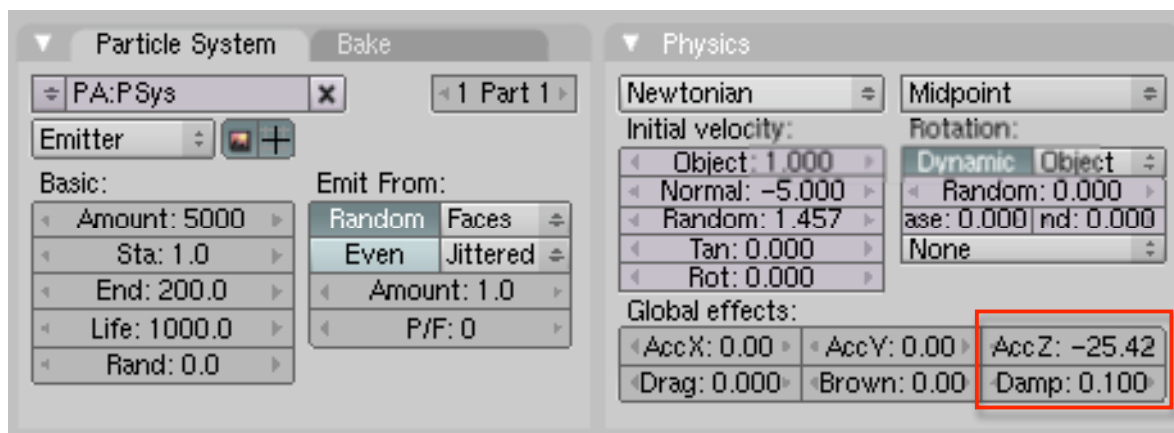 Particle System
Bake
PA:PSys
1 Part 1
Emitter
Basic:
Amount: 5000
Sta: 1.0
End: 200.0
Life: 1000.0
Rand: 0.0
Emit From:
Random Faces
Even Jittered
Amount: 1.0
P/F: 0
Physics
Newtonian
Midpoint
Initial velocity:
Object: 1.000
Normal: -5.000
Random: 1.457
Tan: 0.000
Rot: 0.000
Rotation:
Dynamic Object
Random: 0.000
ase: 0.000 nd: 0.000
None
Global effects:
AccX: 0.00 AccY: 0.00 AccZ: -25.42
Drag: 0.000 Brown: 0.00 Damp: 0.100